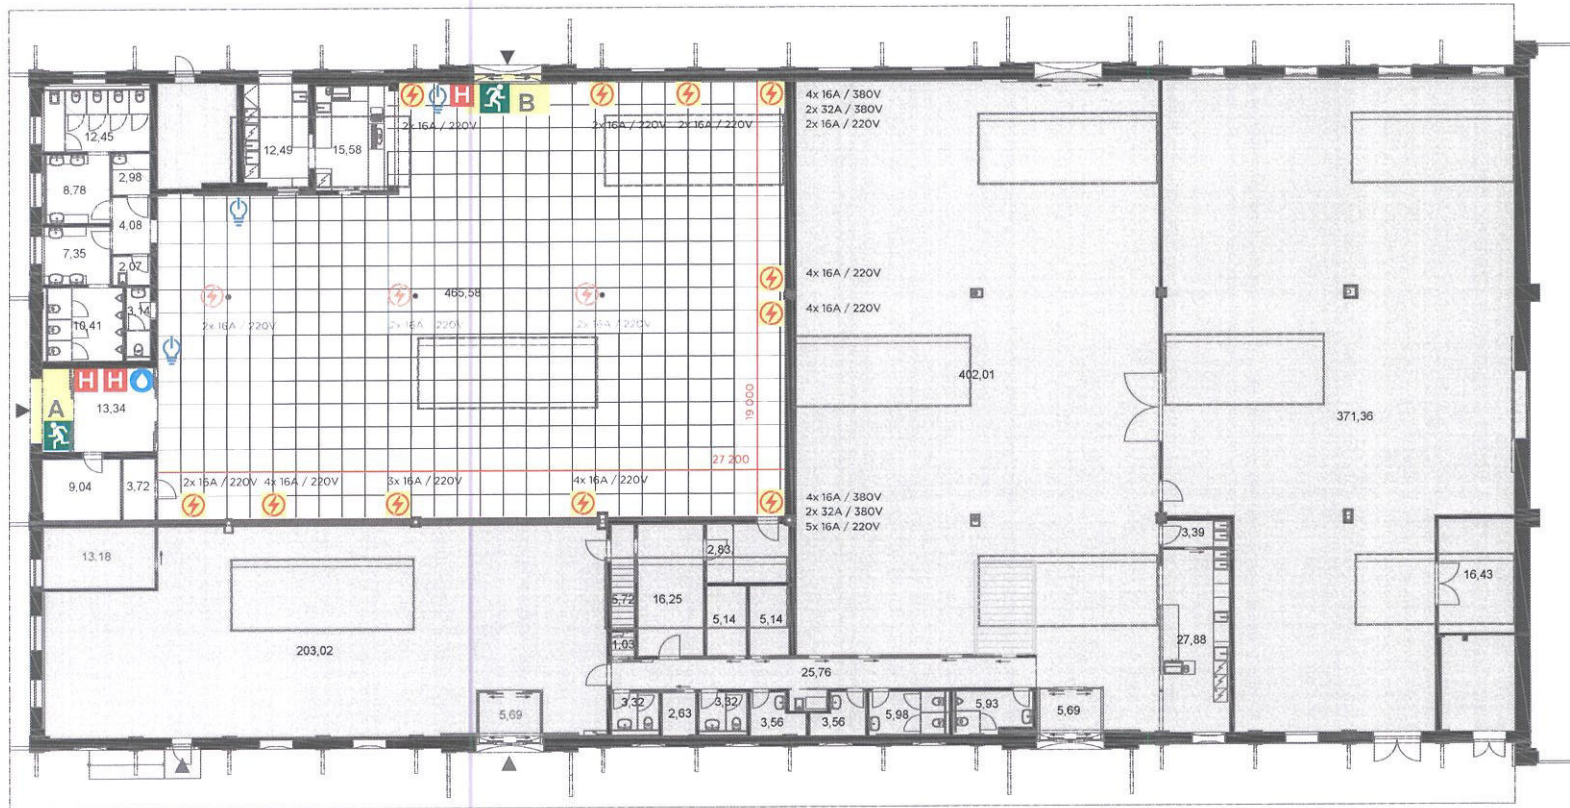 H
B
4x 16A / 380V
2x 32A / 380V
2x 16A / 220V
2x 16A / 220V
2x 16A / 220V
2x 16A / 220V
12,45
12,49
15,58
8,78
2,98
4,08
7,35
2,07
4x 16A / 220V
465,58
10,41
3,14
2x 16A / 220V
2x 16A / 220V
2x 16A / 220V
4x 16A / 220V
H
H
A
13,34
402,01
19 000
371,36
27 200
9,04
3,72
2x 16A / 220V
4x 16A / 220V
3x 16A / 220V
4x 16A / 220V
4x 16A / 380V
2x 32A / 380V
5x 16A / 220V
13,18
2,83
3,39
16,43
5,72
16,25
5,14
5,14
1,03
27,88
203,02
25,76
3,32
2,63
3,32
3,56
3,56
5,98
5,93
5,69
5,69